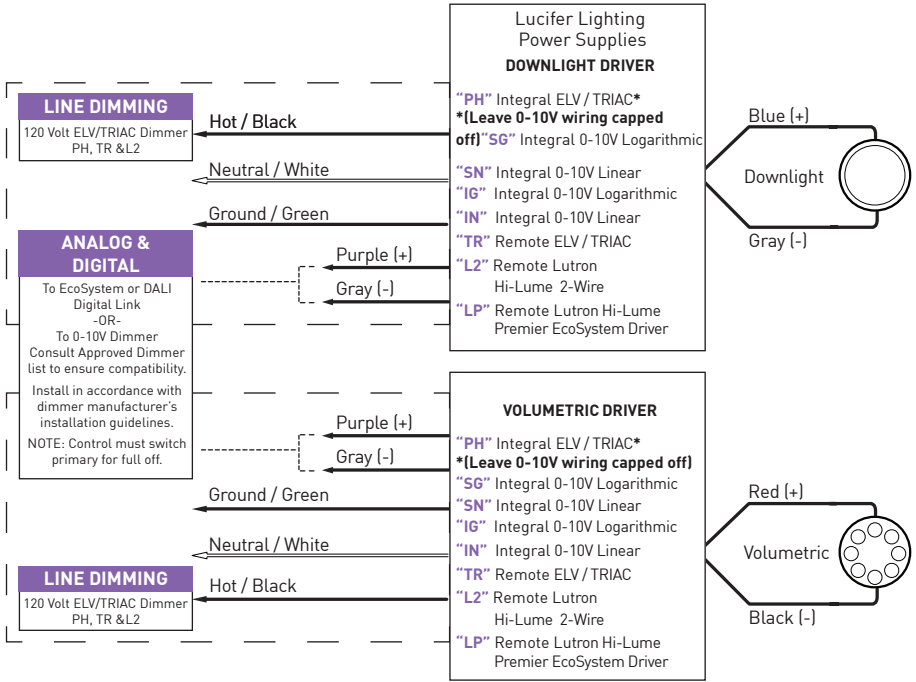 Lucifer Lighting
Power Supplies
DOWNLIGHT DRIVER
“PH” Integral ELV / TRIAC*
*(Leave 0-10V wiring capped
off)“SG” Integral 0-10V Logarithmic
“SN” Integral 0-10V Linear
“IG” Integral 0-10V Logarithmic
“IN” Integral 0-10V Linear
“TR” Remote ELV / TRIAC
“L2” Remote Lutron
Hi-Lume 2-Wire
“LP” Remote Lutron Hi-Lume
Premier EcoSystem Driver
LINE DIMMING
120 Volt ELV/TRIAC Dimmer
PH, TR &L2
Hot / Black
Neutral / White
Ground / Green
Purple (+)
Gray (-)
Blue (+)
Downlight
Gray (-)
ANALOG &
DIGITAL
To EcoSystem or DALI
Digital Link
-OR-
To 0-10V Dimmer
Consult Approved Dimmer
list to ensure compatibility.
Install in accordance with
dimmer manufacturer’s
installation guidelines.
NOTE: Control must switch
primary for full off.
VOLUMETRIC DRIVER
“PH” Integral ELV / TRIAC*
*(Leave 0-10V wiring capped off)
“SG” Integral 0-10V Logarithmic
“SN” Integral 0-10V Linear
“IG” Integral 0-10V Logarithmic
“IN” Integral 0-10V Linear
“TR” Remote ELV / TRIAC
“L2” Remote Lutron
Hi-Lume 2-Wire
“LP” Remote Lutron Hi-Lume
Premier EcoSystem Driver
Purple (+)
Gray (-)
Ground / Green
Neutral / White
Hot / Black
LINE DIMMING
120 Volt ELV/TRIAC Dimmer
PH, TR &L2
Red (+)
Volumetric
Black (-)